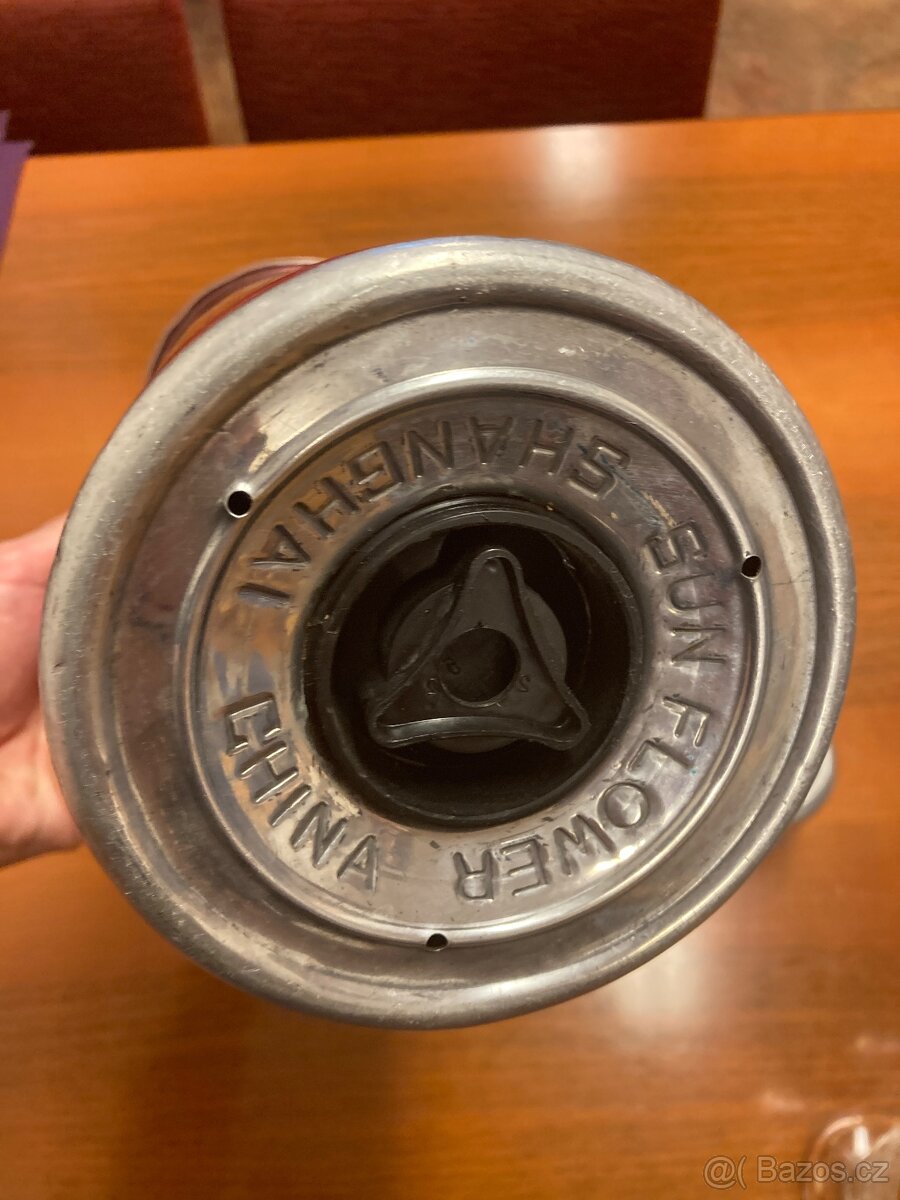 SUN FLOWER
SHANGHAI
CHINA
@( Bazos.cz